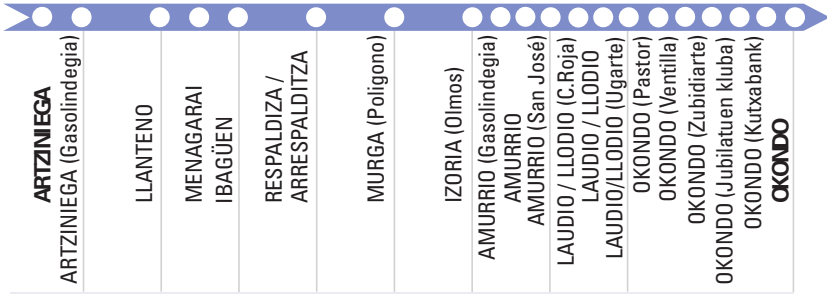 ARTZINIEGA
ARTZINIEGA (Gasolindegia)
LLANTENO
MENAGARAI
IBAGÜEN
RESPALDIZA /
ARRESPALDITZA
MURGA (Poligono)
IZORIA (Olmos)
AMURRIO (Gasolindegia)
AMURRIO
AMURRIO (San José)
LAUDIO / LLODIO (C.Roja)
LAUDIO / LLODIO
LAUDIO/LLODIO (Ugarte)
OKONDO (Pastor)
OKONDO (Ventilla)
OKONDO (Zubidiarte)
OKONDO (Jubilatuen kluba)
OKONDO (Kutxabank)
OKONDO